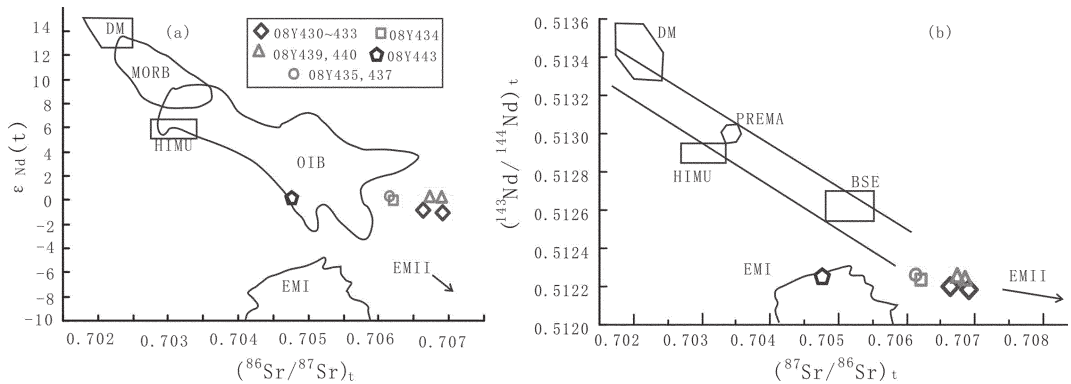 (a)
08Y430~433 08Y434
08Y439,440 08Y443
08Y435,437
DM
MORB
HIMU
OIB
EMI
EMII
14
12
10
8
6
4
2
0
-2
-4
-6
-8
-10
ε Nd(t)
0.702 0.703 0.704 0.705 0.706 0.707
(86Sr/87Sr)t
(b)
DM
PREMA
HIMU
BSE
EMI
EMII
0.5136
0.5134
0.5132
0.5130
0.5128
0.5126
0.5124
0.5122
0.5120
(143Nd/144Nd)t
0.702 0.703 0.704 0.705 0.706 0.707 0.708
(87Sr/86Sr)t